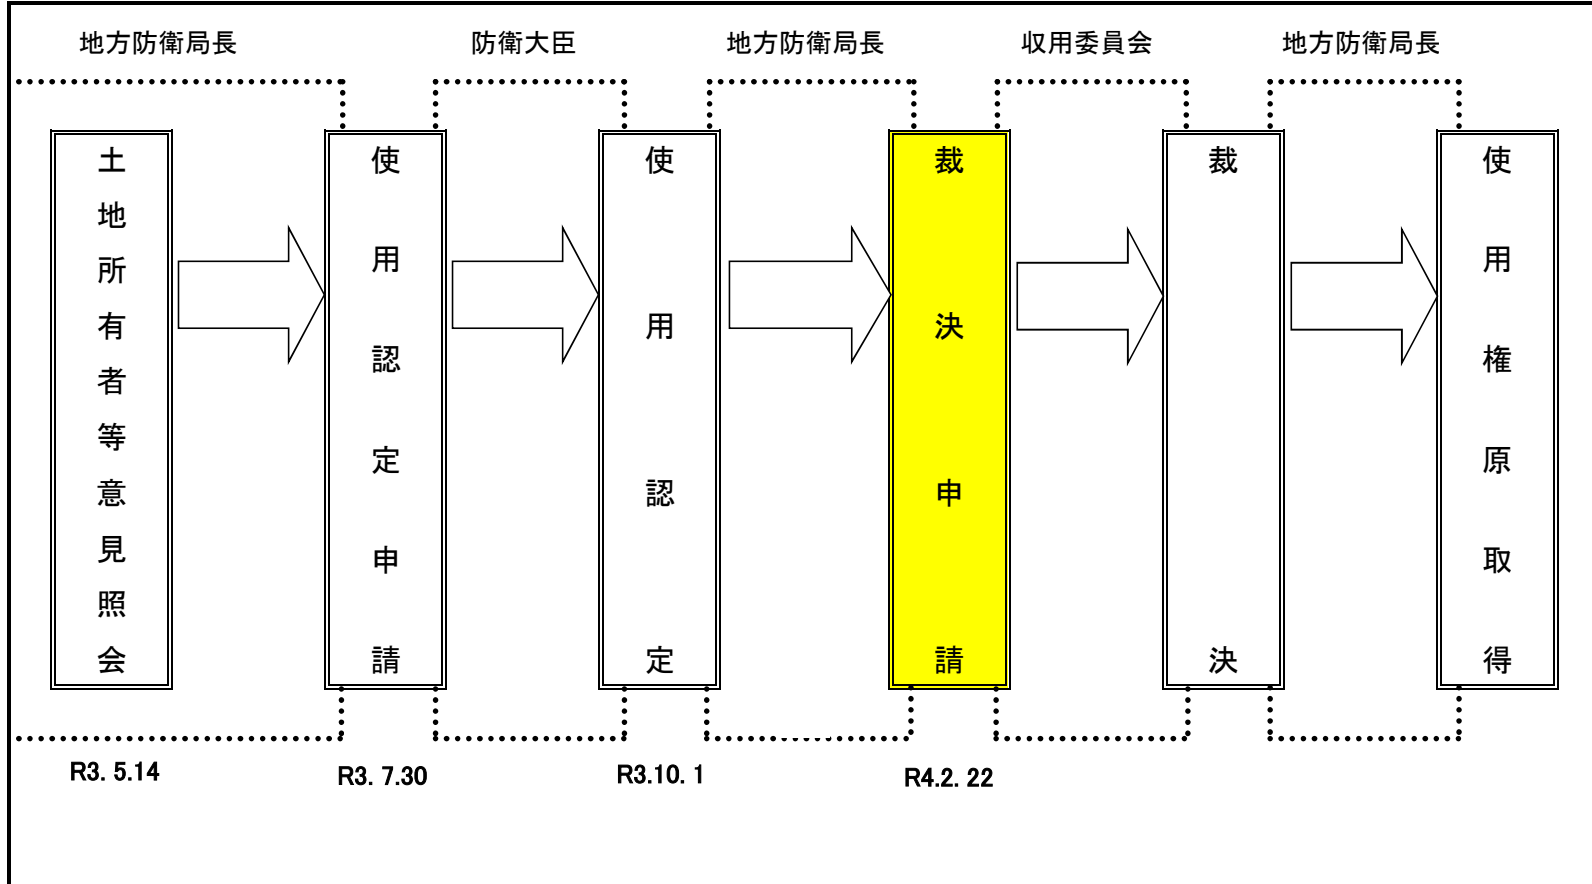 地方防衛局長
防衛大臣
地方防衛局長
収用委員会
地方防衛局長
土地所有者等意見照会
使用認定申請
使用認定
裁決申請
裁決
使用権原取得
R3. 5.14
R3. 7.30
R3.10. 1
R4.2. 22